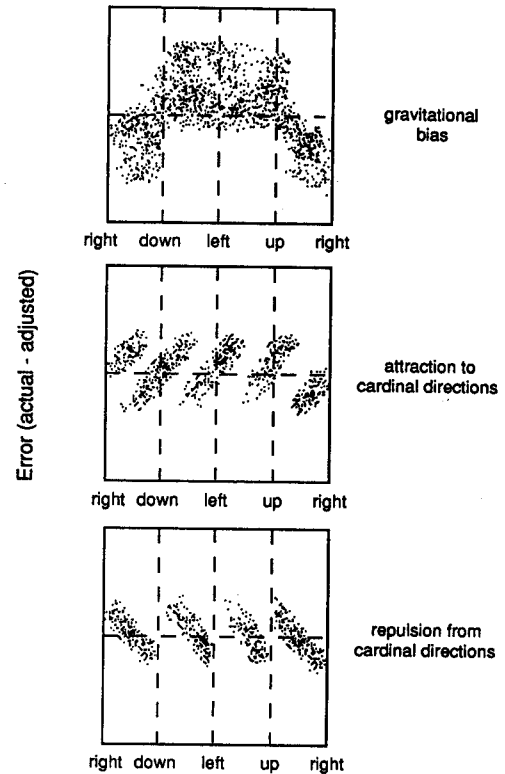 gravitational
bias
right down left up right
Error (actual - adjusted)
attraction to
cardinal directions
right down left up right
repulsion from
cardinal directions
right down left up right